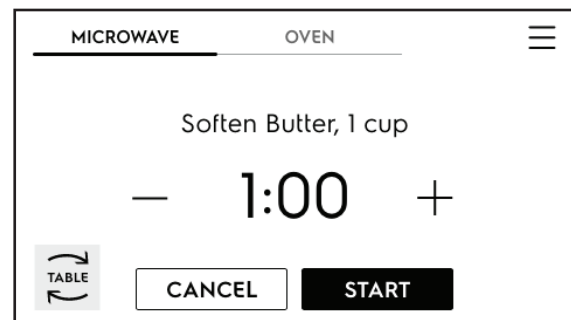 MICROWAVE OVEN
Soften Butter, 1 cup
1:00
TABLE
CANCEL START